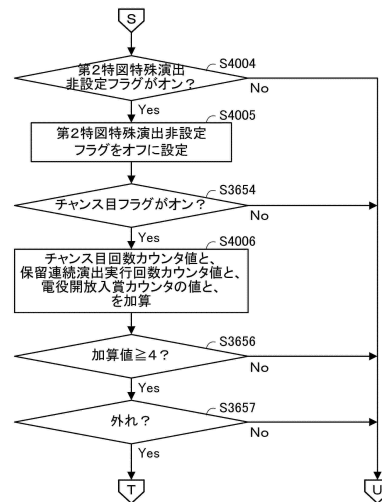 S
S4004
第2特図特殊演出
非設定フラグがオン？
No
Yes
S4005
第2特図特殊演出非設定
フラグをオフに設定
S3654
チャンス目フラグがオン？
No
Yes
S4006
チャンス目回数カウンタ値と、
保留連続演出実行回数カウンタ値と、
電役開放入賞カウンタの値と、
を加算
S3656
加算値≧4？
No
Yes
S3657
外れ？
No
Yes
T
U